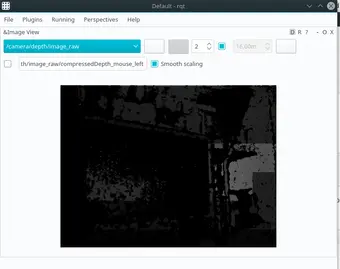 Default - rqt
File Plugins Running Perspectives Help
&Image View
R ? - O X
/camera/depth/image_raw
2
10.00m
th/image_raw/compressedDepth_mouse_left
Smooth scaling